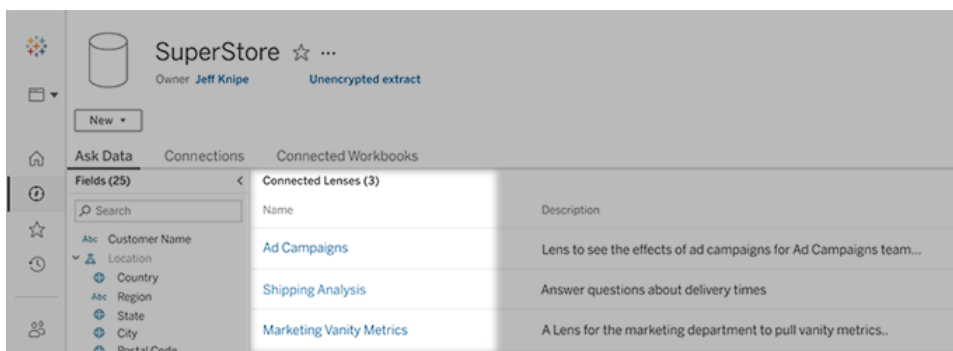 SuperStore ☆ ...
Owner Jeff Knipe Unencrypted extract
New
Ask Data Connections Connected Workbooks
Fields (25) < Connected Lenses (3)
Search Name Description
Abc Customer Name
Ad Campaigns Lens to see the effects of ad campaigns for Ad Campaigns team...
Location
Country
Shipping Analysis Answer questions about delivery times
Abc Region
State
City
Marketing Vanity Metrics A Lens for the marketing department to pull vanity metrics..
Postal Code